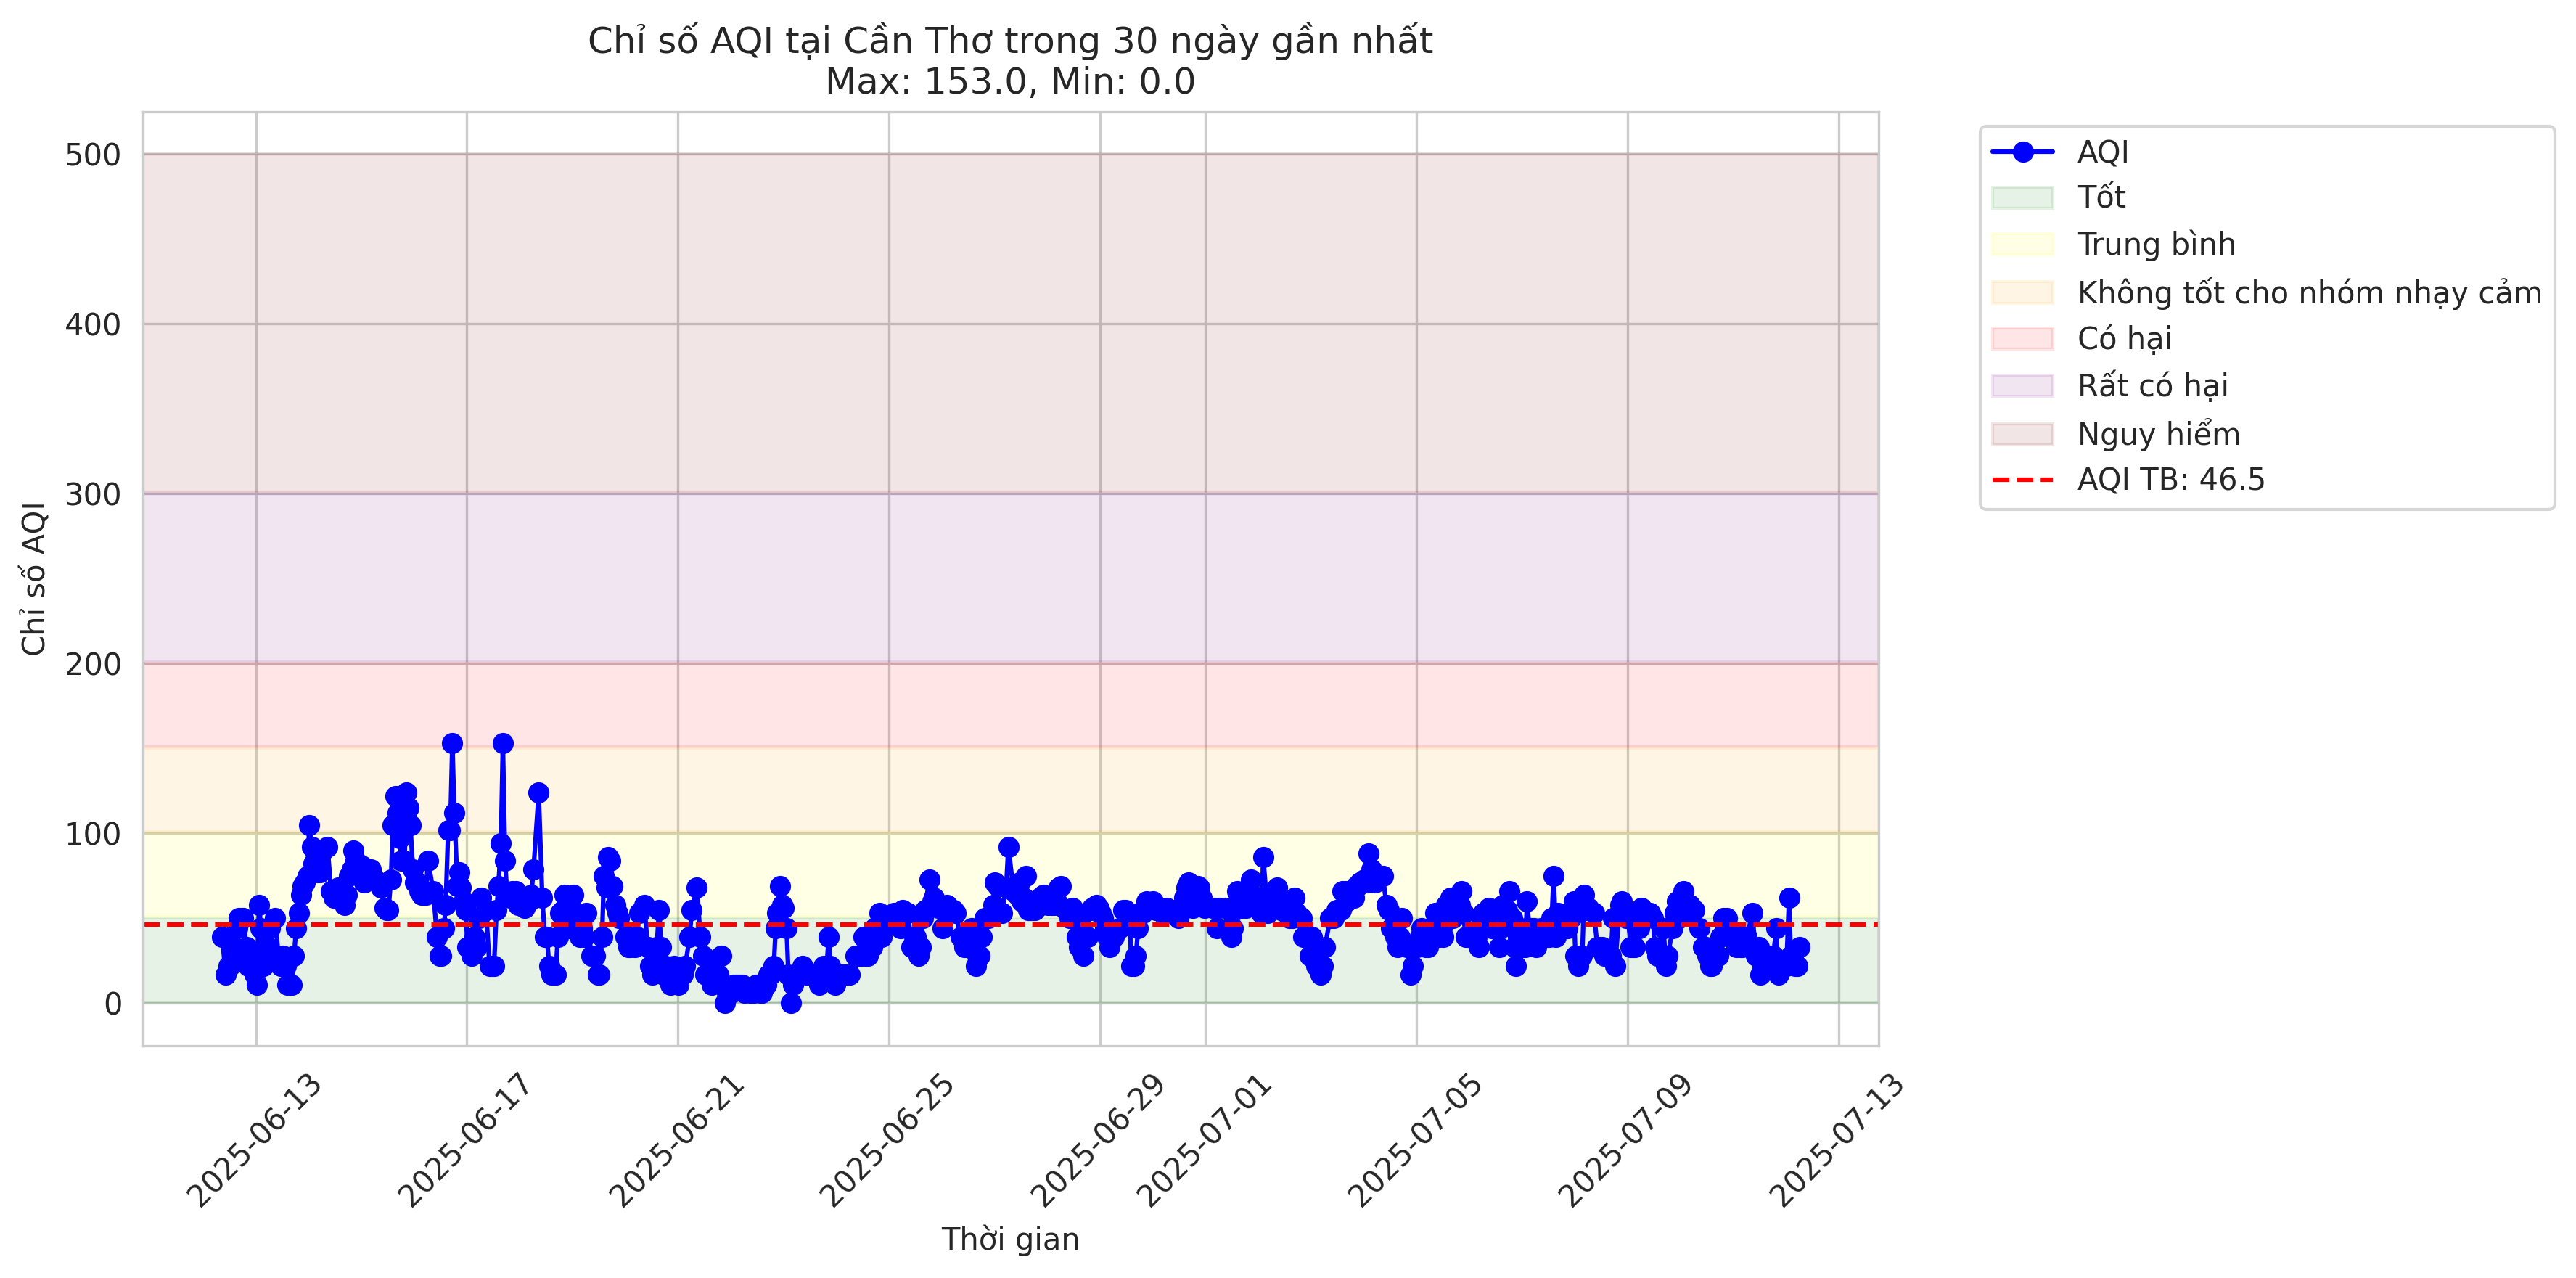 Chỉ số AQI tại Cần Thơ trong 30 ngày gần nhất
Max: 153.0, Min: 0.0
Chỉ số AQI
500
400
300
200
100
0
2025-06-13
2025-06-17
2025-06-21
2025-06-25
2025-06-29
2025-07-01
2025-07-05
2025-07-09
2025-07-13
Thời gian
AQI
Tốt
Trung bình
Không tốt cho nhóm nhạy cảm
Có hại
Rất có hại
Nguy hiểm
AQI TB: 46.5